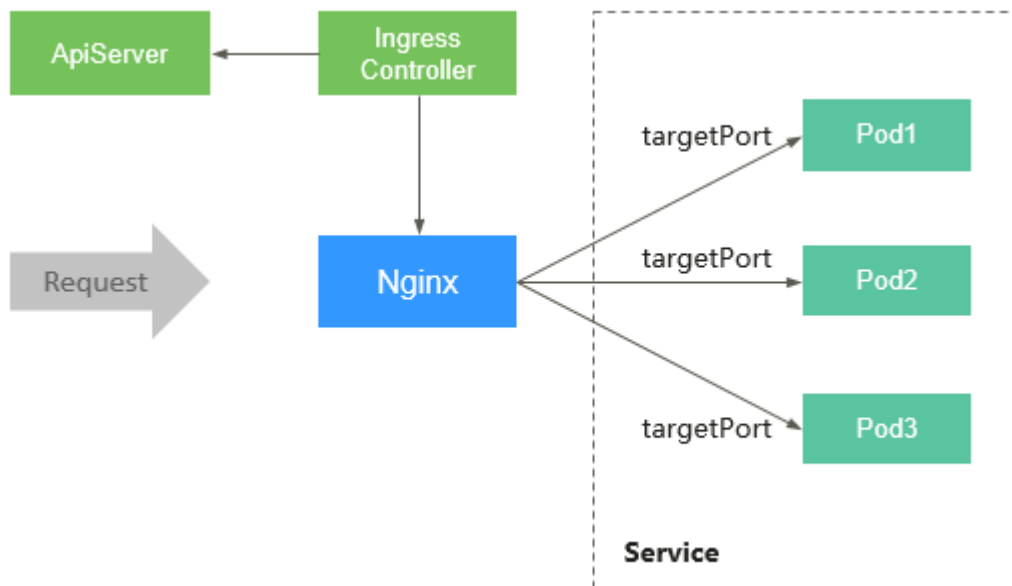 ApiServer
Ingress
Controller
targetPort
Pod1
Request
Nginx
targetPort
Pod2
targetPort
Pod3
Service